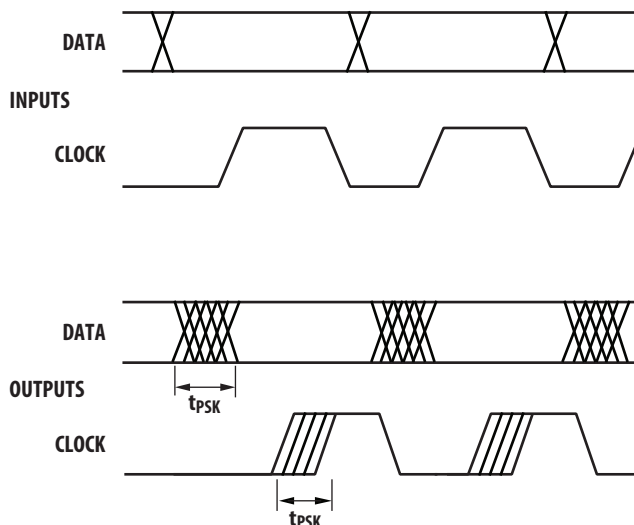 DATA
INPUTS
CLOCK
DATA
tPSK
OUTPUTS
CLOCK
tPSK